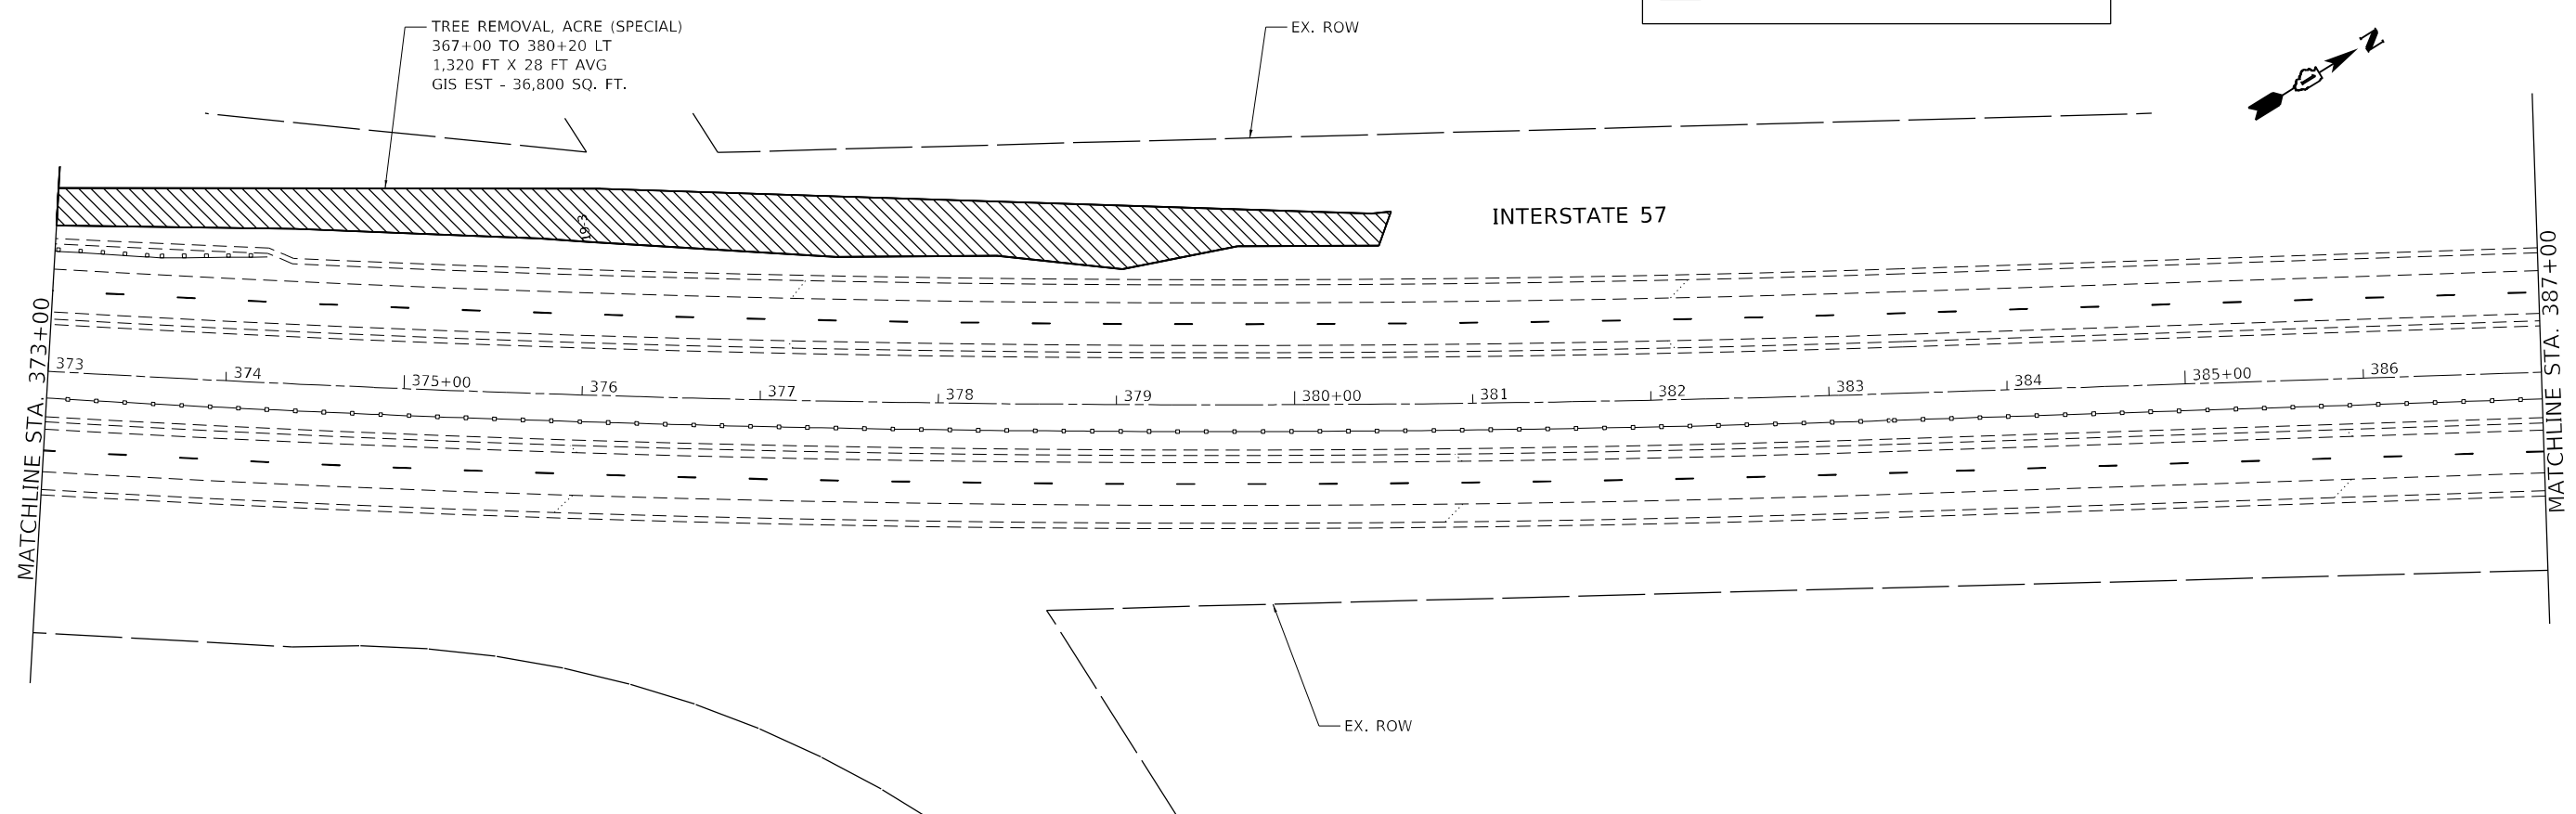 TREE REMOVAL, ACRE (SPECIAL)
367+00 TO 380+20 LT
1,320 FT X 28 FT AVG
GIS EST - 36,800 SQ. FT.
EX. ROW
N
INTERSTATE 57
MATCHLINE STA. 373+00
373
374
375+00
376
377
378
379
380+00
381
382
383
384
385+00
386
MATCHLINE STA. 387+00
EX. ROW